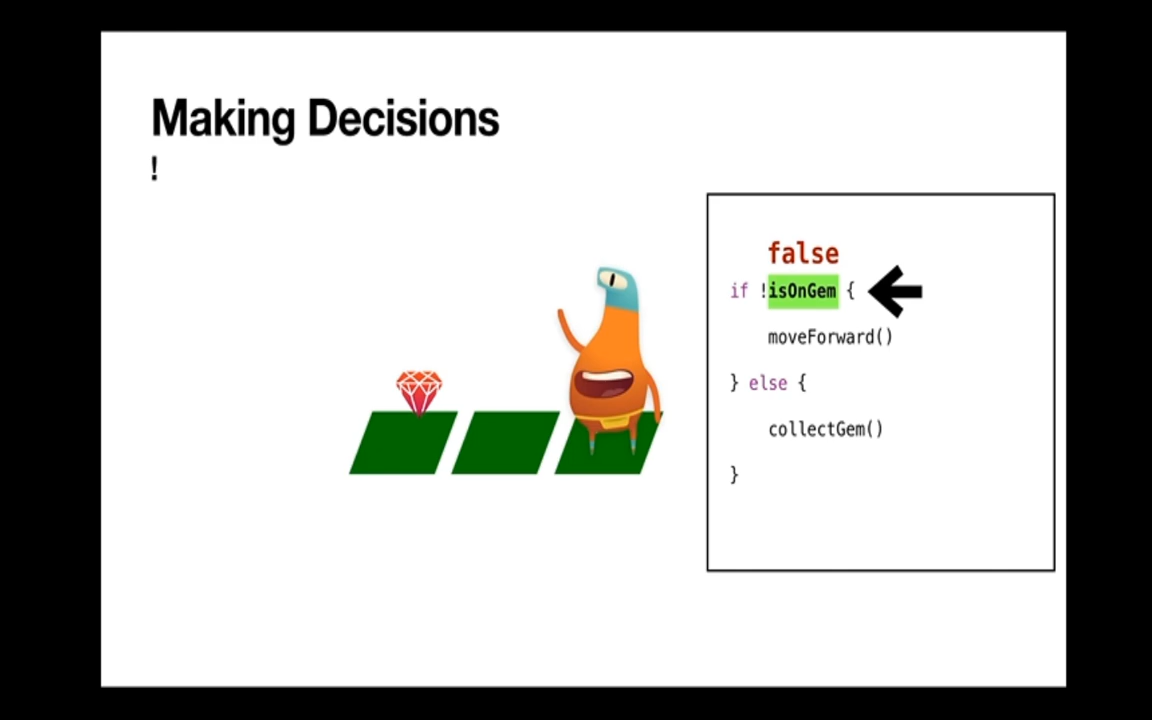 Making Decisions
!
false
if !isOnGem {
moveForward()
} else {
collectGem()
}